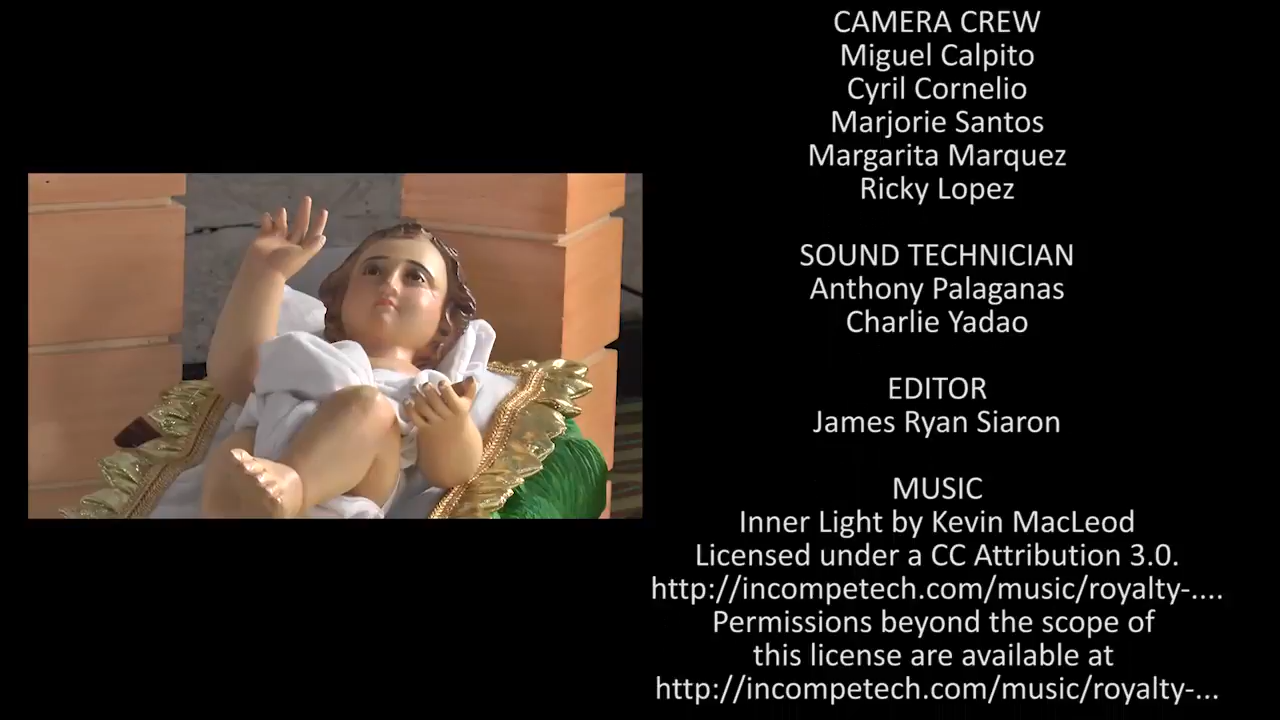 CAMERA CREW
Miguel Calpito
Cyril Cornelio
Marjorie Santos
Margarita Marquez
Ricky Lopez
SOUND TECHNICIAN
Anthony Palaganas
Charlie Yadao
EDITOR
James Ryan Siaron
MUSIC
Inner Light by Kevin MacLeod
Licensed under a CC Attribution 3.0.
http://incompetech.com/music/royalty-....
Permissions beyond the scope of
this license are available at
http://incompetech.com/music/royalty-...